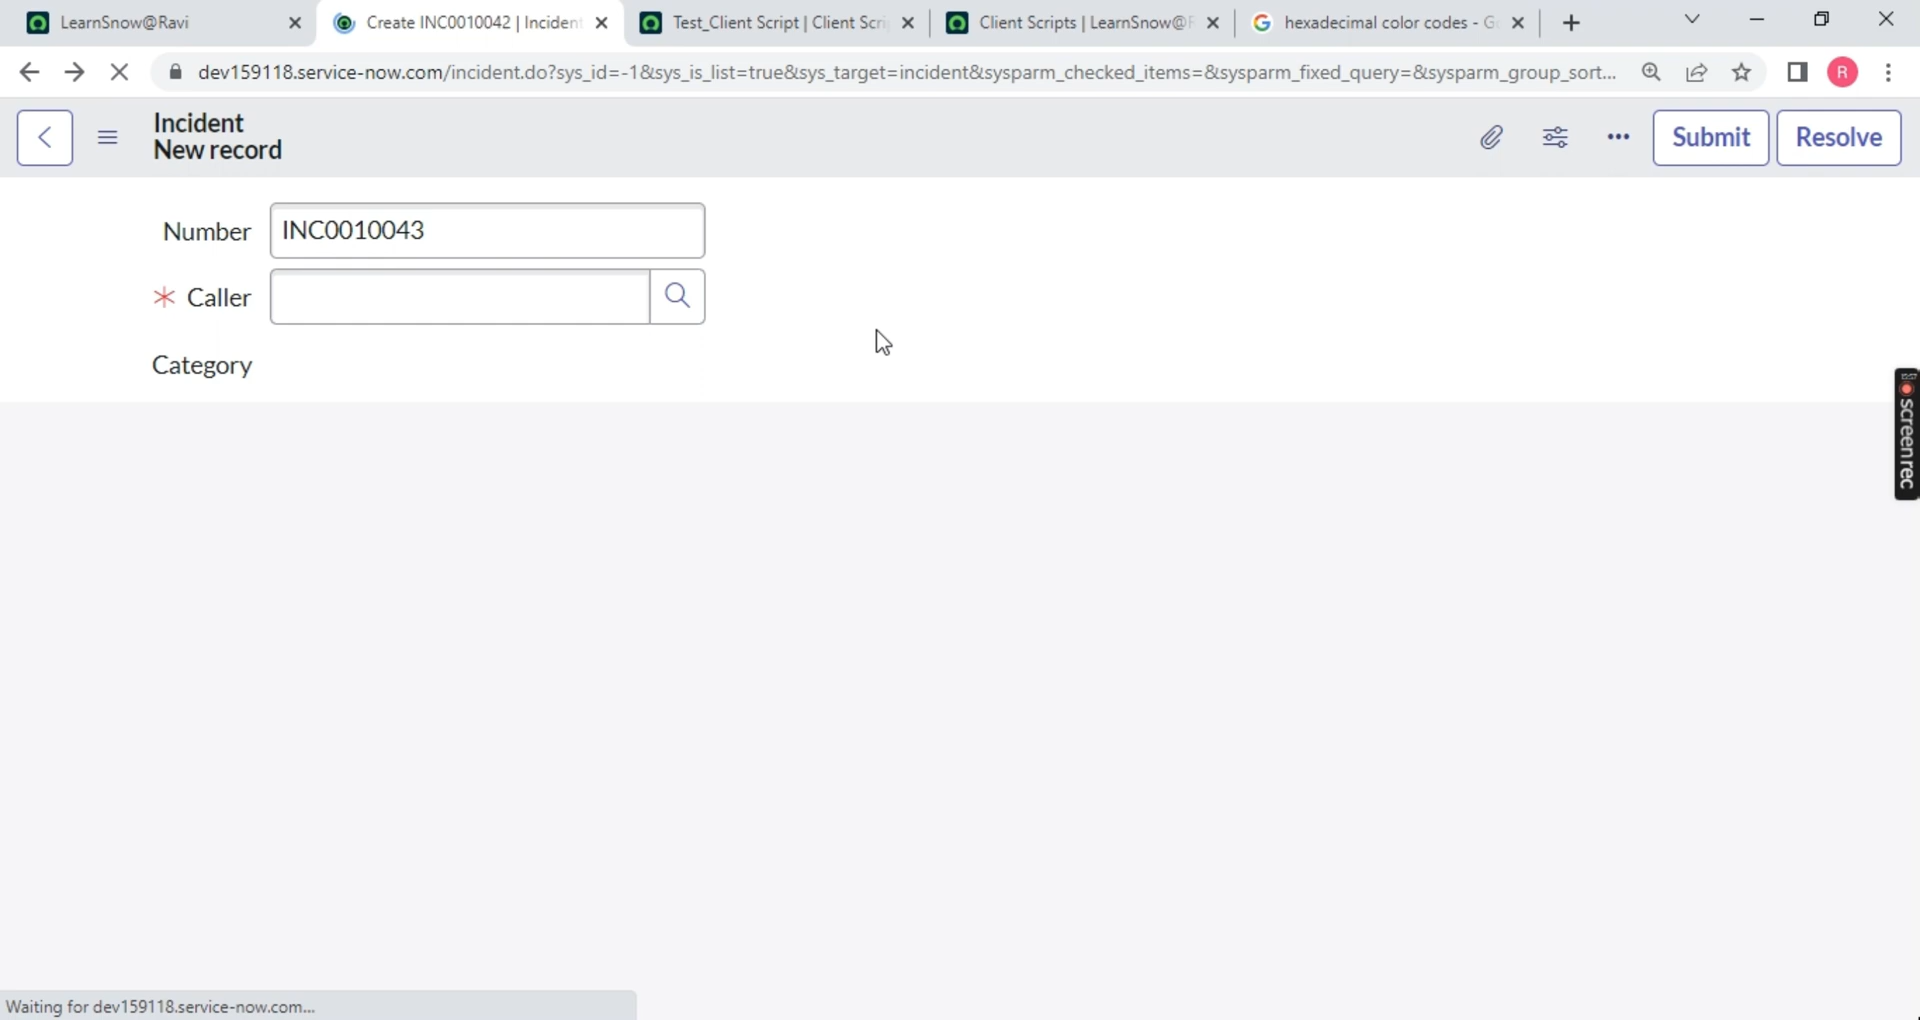 LearnSnow@Ravi
Create INC0010042 | Inciden
Test_Client Script | Client Scri
Client Scripts | LearnSnow@R
hexadecimal color codes - Go
dev159118.service-now.com/incident.do?sys_id=-1&sys_is_list=true&sys_target=incident&sysparm_checked_items=&sysparm_fixed_query=&sysparm_group_sort...
R
Incident
New record
Submit
Resolve
Number
INC0010043
* Caller
Category
screenrec
Waiting for dev159118.service-now.com...